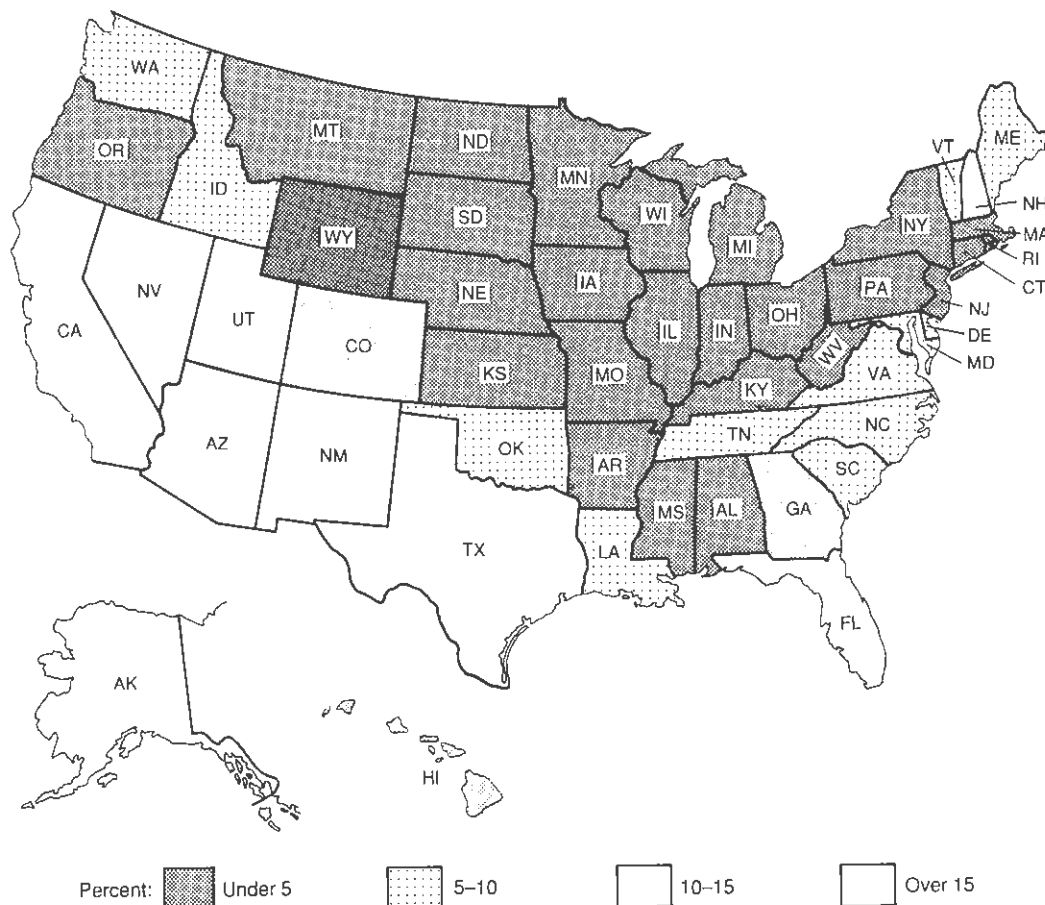 WA
MT
ND
MN
ME
VT
OR
ID
SD
WI
NH
NY
MI
MA
WY
RI
CT
NE
IA
PA
NJ
NV
IL
IN
OH
DE
UT
CA
CO
WV
MD
KS
MO
KY
VA
TN
NC
AZ
NM
OK
AR
SC
MS
AL
GA
TX
LA
FL
AK
HI
Percent: Under 5 5–10 10–15 Over 15